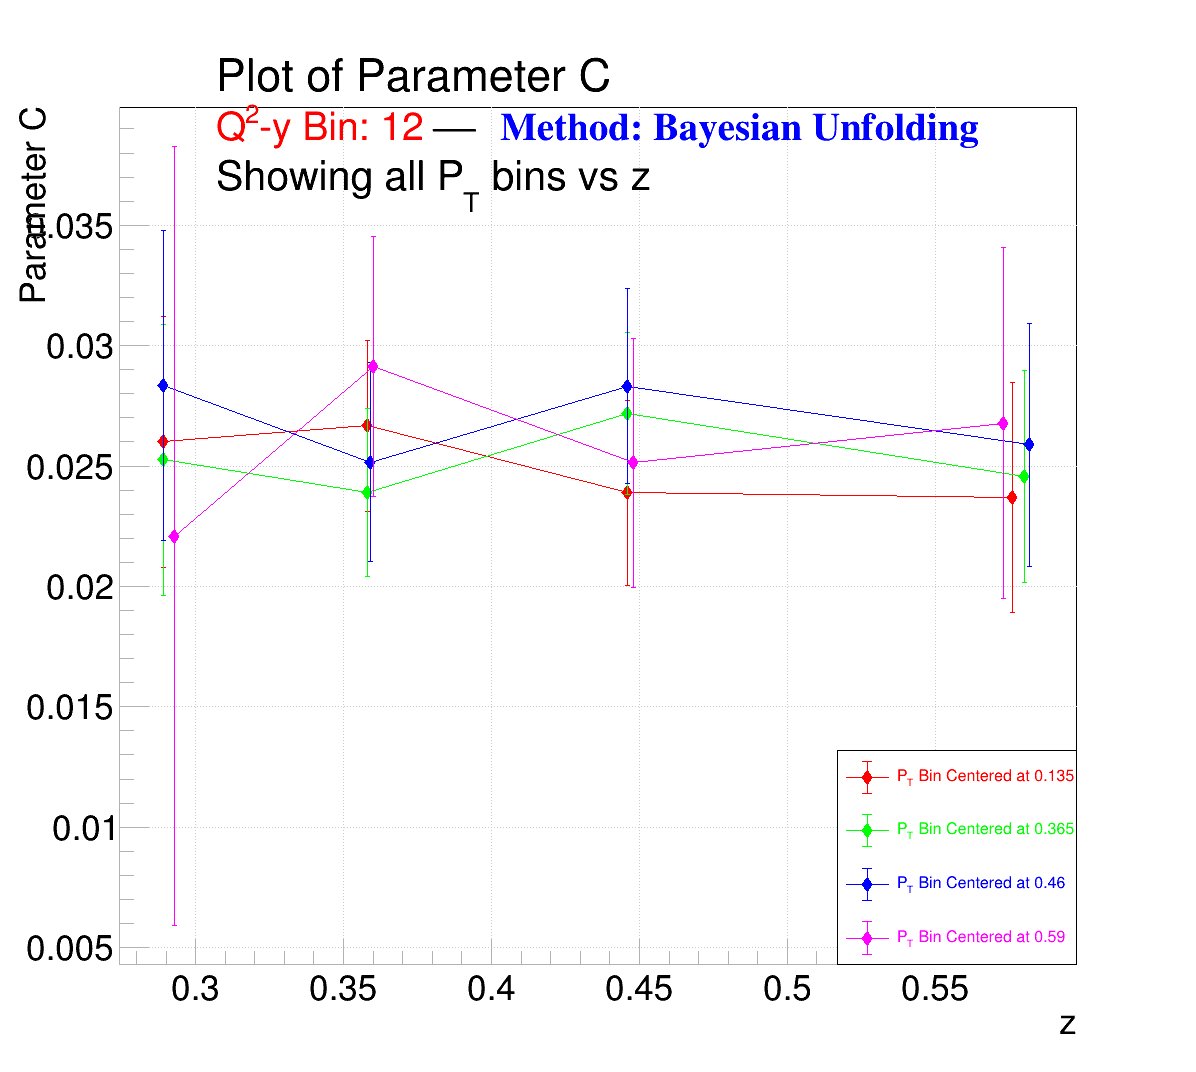 Plot of Parameter C
Q²-y Bin: 12 — Method: Bayesian Unfolding
Showing all P_T bins vs z
Parameter C
0.035
0.03
0.025
0.02
0.015
0.01
0.005
0.3 0.35 0.4 0.45 0.5 0.55
z
P_T Bin Centered at 0.135
P_T Bin Centered at 0.365
P_T Bin Centered at 0.46
P_T Bin Centered at 0.59